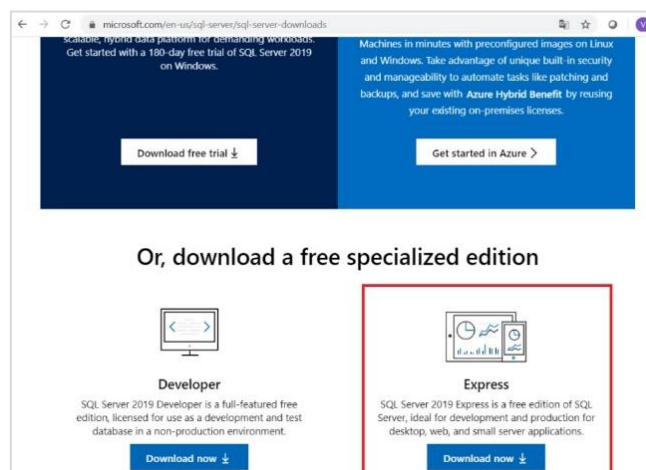 microsoft.com/en-us/sql-server/sql-server-downloads
scalable, hybrid data platform for demanding workloads.
Get started with a 180-day free trial of SQL Server 2019
on Windows.
Download free trial
Machines in minutes with preconfigured images on Linux
and Windows. Take advantage of unique built-in security
and manageability to automate tasks like patching and
backups, and save with Azure Hybrid Benefit by reusing
your existing on-premises licenses.
Get started in Azure
Or, download a free specialized edition
Developer
SQL Server 2019 Developer is a full-featured free
edition, licensed for use as a development and test
database in a non-production environment.
Download now
Express
SQL Server 2019 Express is a free edition of SQL
Server, ideal for development and production for
desktop, web, and small server applications.
Download now